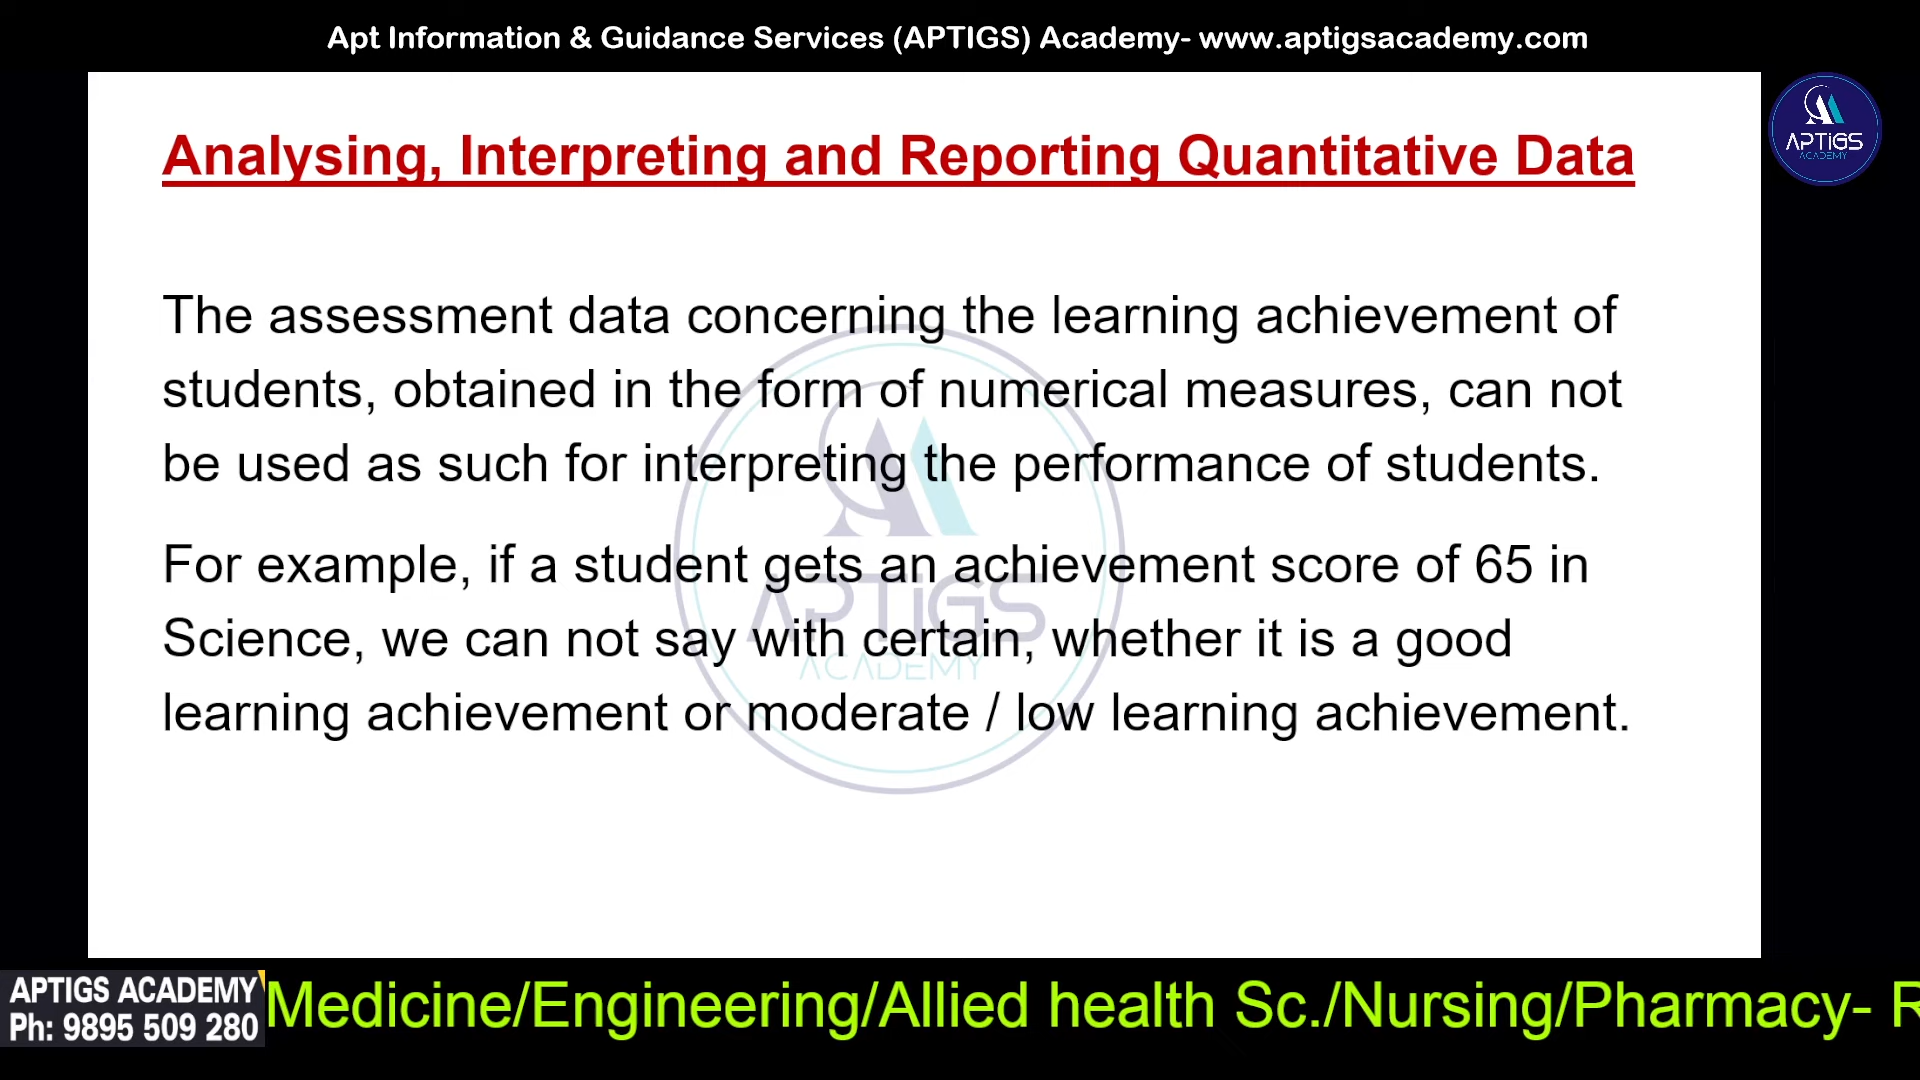 Apt Information & Guidance Services (APTIGS) Academy- www.aptigsacademy.com
APTiGS
ACADEMY
Analysing, Interpreting and Reporting Quantitative Data
The assessment data concerning the learning achievement of
students, obtained in the form of numerical measures, can not
be used as such for interpreting the performance of students.
For example, if a student gets an achievement score of 65 in
Science, we can not say with certain, whether it is a good
learning achievement or moderate / low learning achievement.
APTiGS
ACADEMY
APTIGS ACADEMY
Ph: 9895 509 280
Medicine/Engineering/Allied health Sc./Nursing/Pharmacy- R